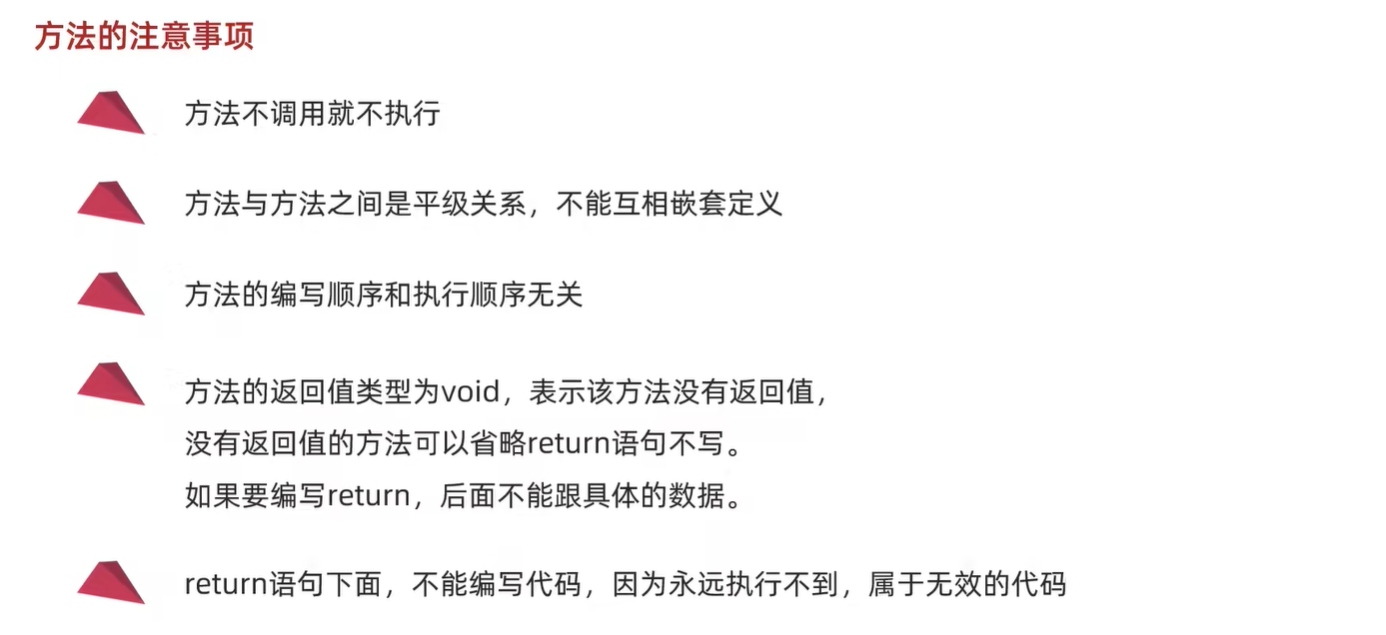 方法的注意事项
方法不调用就不执行
方法与方法之间是平级关系，不能互相嵌套定义
方法的编写顺序和执行顺序无关
方法的返回值类型为void，表示该方法没有返回值，
没有返回值的方法可以省略return语句不写。
如果要编写return，后面不能跟具体的数据。
return语句下面，不能编写代码，因为永远执行不到，属于无效的代码